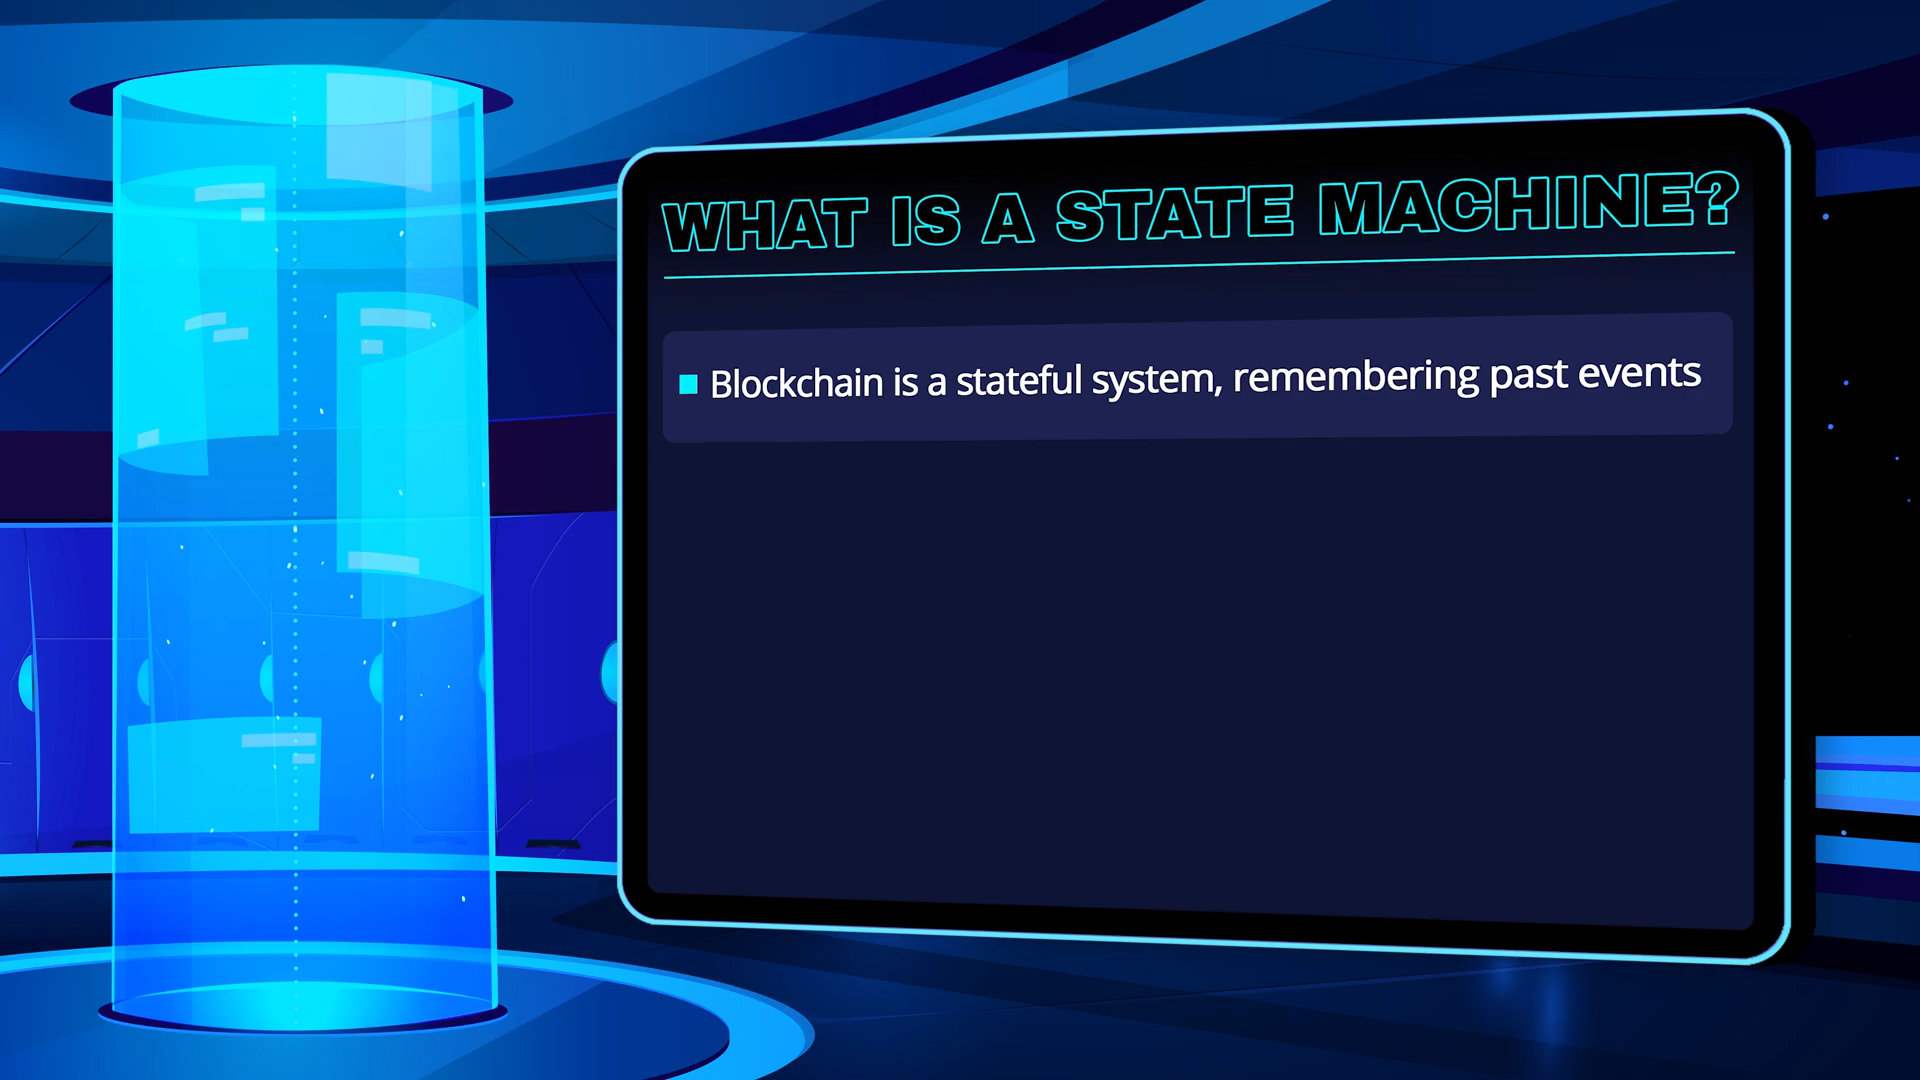 WHAT IS A STATE MACHINE?
Blockchain is a stateful system, remembering past events